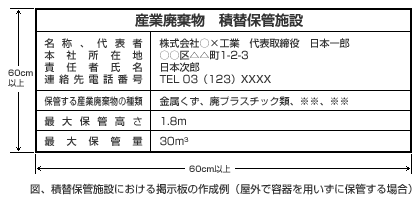 産業廃棄物　積替保管施設
名称、代表者　株式会社○×工業　代表取締役　日本一郎
本社所在地　○○区△△町1-2-3
責任者氏名　日本次郎
連絡先電話番号　TEL 03（123）XXXX
保管する産業廃棄物の種類　金属くず、廃プラスチック類、※※、※※
最大保管高さ　1.8m
最大保管量　30m³
60cm
以上
60cm以上
図、積替保管施設における掲示板の作成例（屋外で容器を用いずに保管する場合）